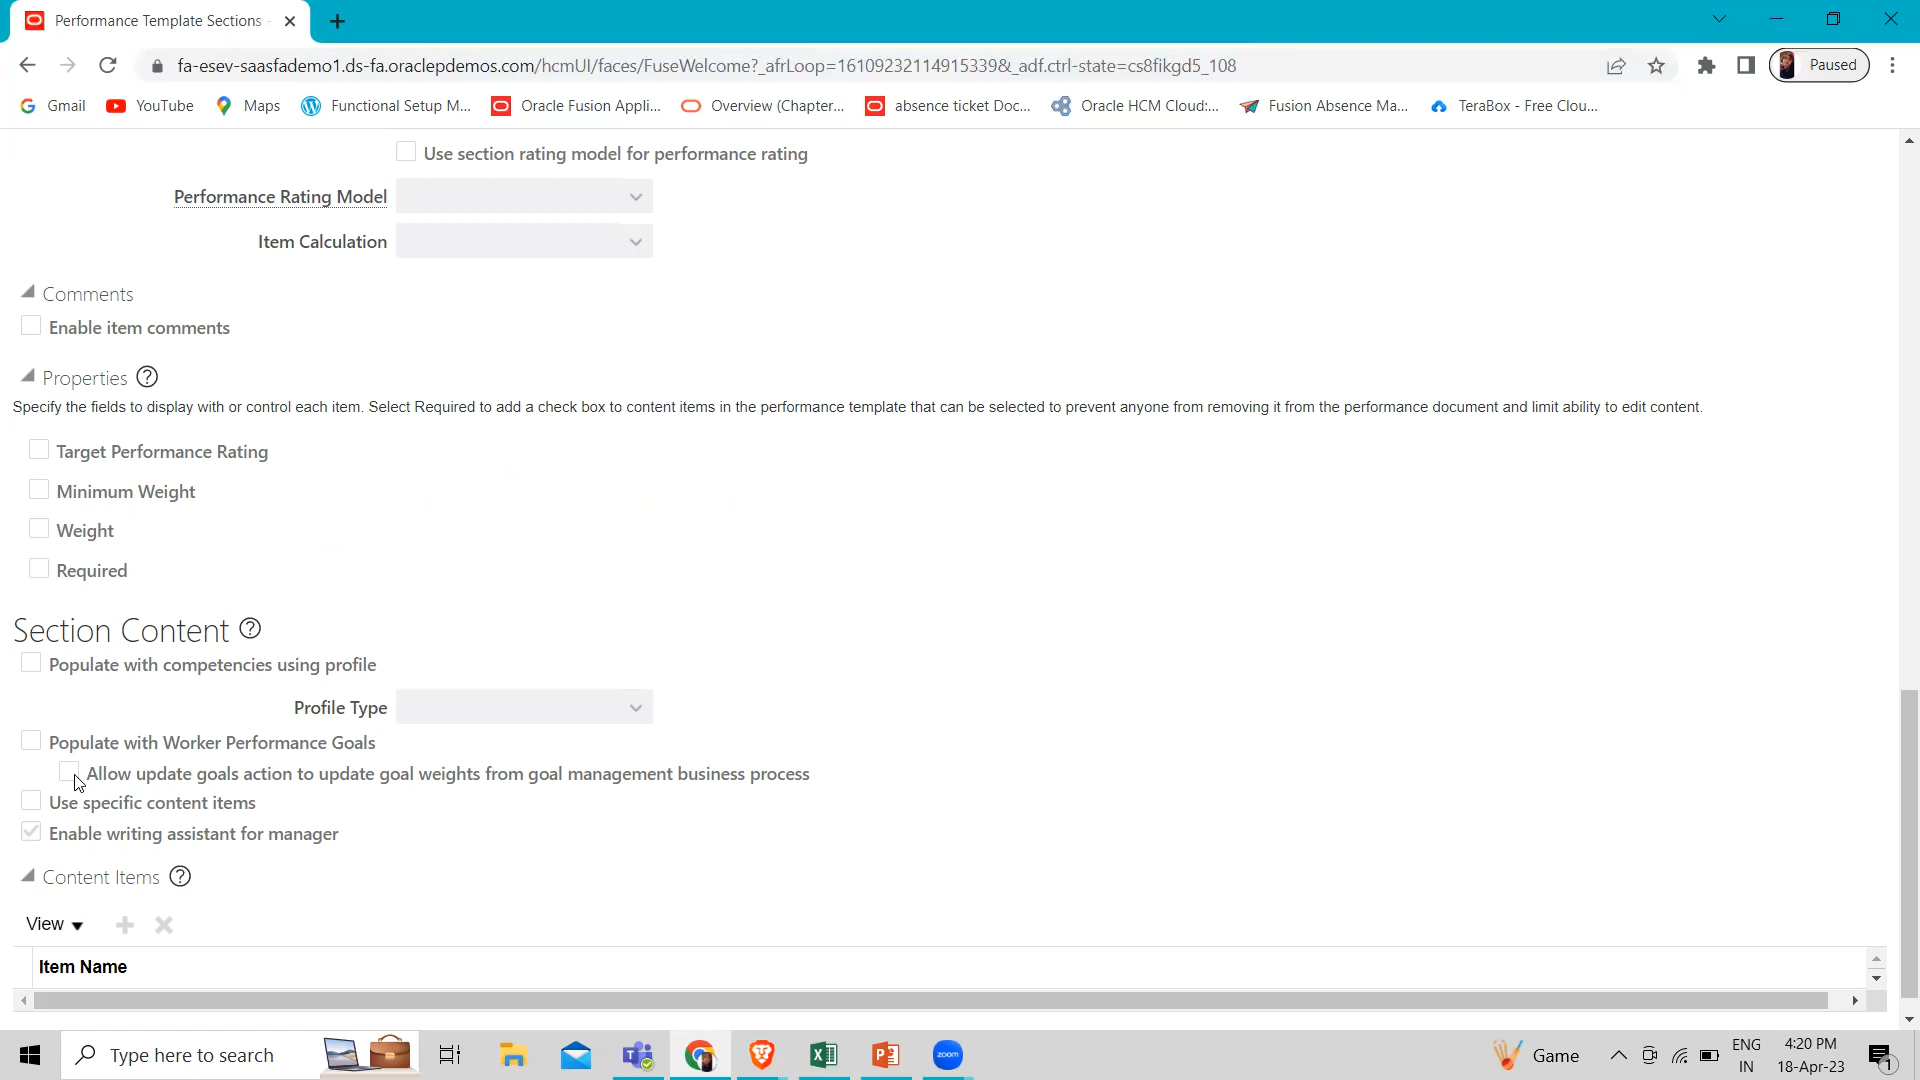 Performance Template Sections -
fa-esev-saasfademo1.ds-fa.oraclepdemos.com/hcmUI/faces/FuseWelcome?_afrLoop=16109232114915339&_adf.ctrl-state=cs8fikgd5_108
Paused
Gmail YouTube Maps Functional Setup M... Oracle Fusion Appli... Overview (Chapter... absence ticket Doc... Oracle HCM Cloud:... Fusion Absence Ma... TeraBox - Free Clou...
Use section rating model for performance rating
Performance Rating Model
Item Calculation
Comments
Enable item comments
Properties ?
Specify the fields to display with or control each item. Select Required to add a check box to content items in the performance template that can be selected to prevent anyone from removing it from the performance document and limit ability to edit content.
Target Performance Rating
Minimum Weight
Weight
Required
Section Content ?
Populate with competencies using profile
Profile Type
Populate with Worker Performance Goals
Allow update goals action to update goal weights from goal management business process
Use specific content items
Enable writing assistant for manager
Content Items ?
View
Item Name
Type here to search
zoom
Game
ENG
IN
4:20 PM
18-Apr-23
1